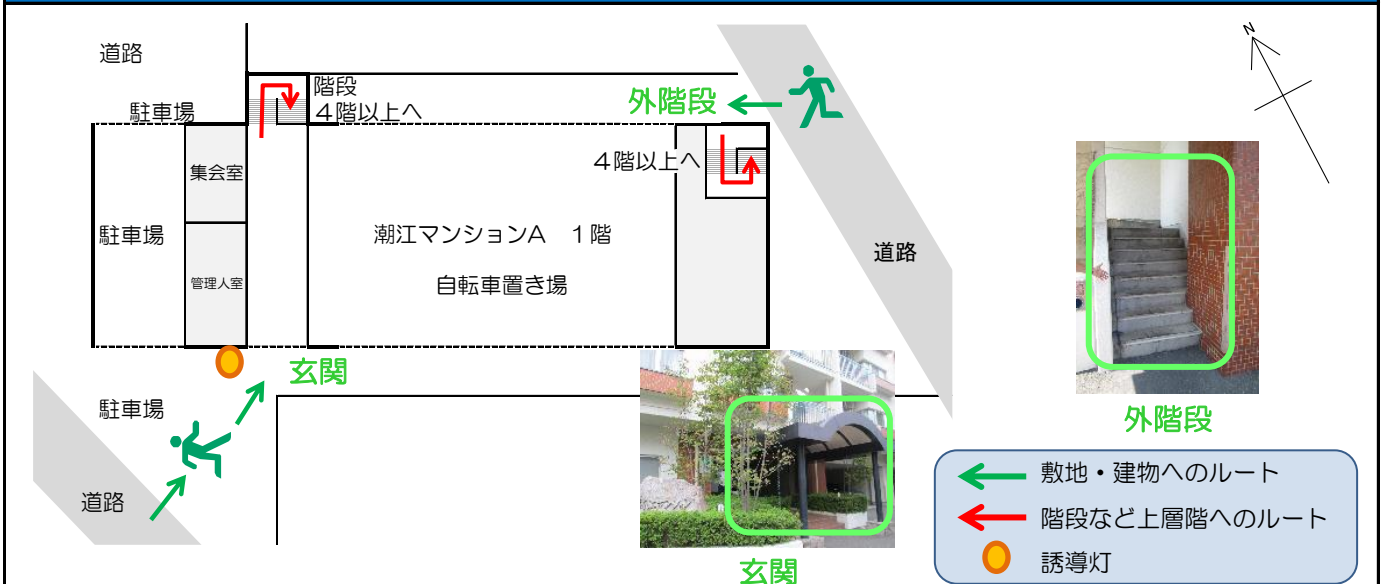 道路
N
階段
４階以上へ
駐車場
外階段
集会室
４階以上へ
駐車場
潮江マンションA　１階
道路
管理人室
自転車置き場
玄関
駐車場
外階段
道路
敷地・建物へのルート
階段など上層階へのルート
誘導灯
玄関